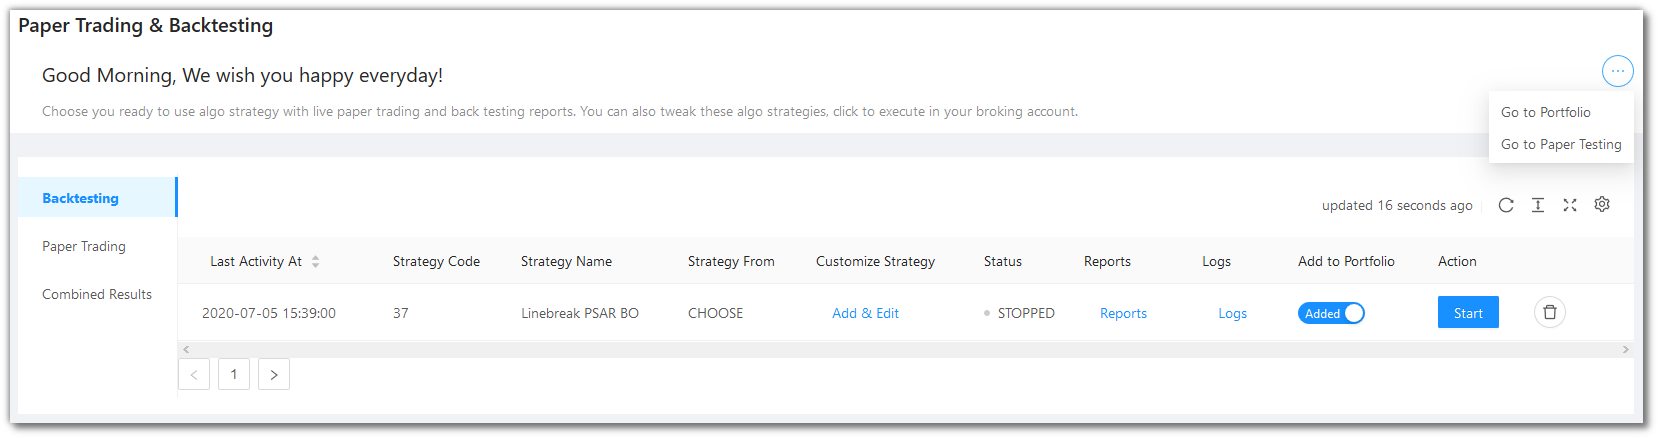 Paper Trading & Backtesting
Good Morning, We wish you happy everyday!
Choose you ready to use algo strategy with live paper trading and back testing reports. You can also tweak these algo strategies, click to execute in your broking account.
Go to Portfolio
Go to Paper Testing
Backtesting
Paper Trading
Combined Results
updated 16 seconds ago
Last Activity At Strategy Code Strategy Name Strategy From Customize Strategy Status Reports Logs Add to Portfolio Action
2020-07-05 15:39:00 37 Linebreak PSAR BO CHOOSE Add & Edit STOPPED Reports Logs Added Start
1